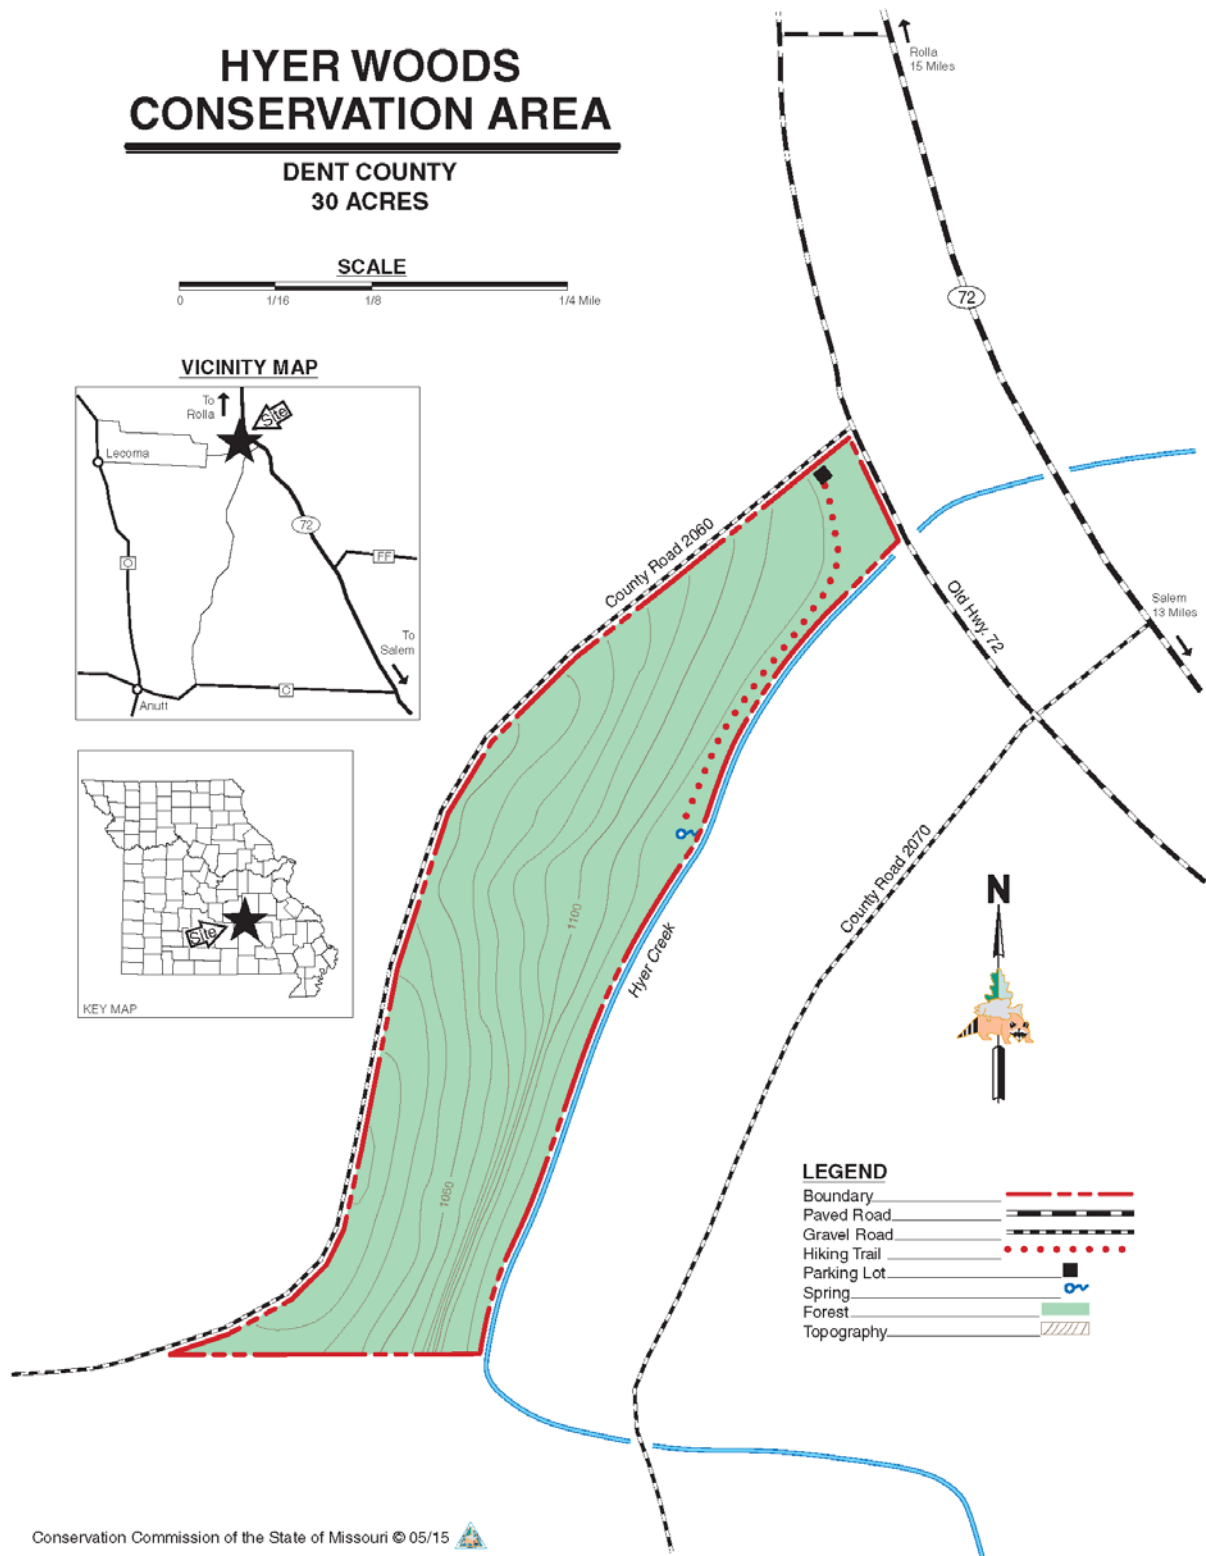 HYER WOODS
CONSERVATION AREA
DENT COUNTY
30 ACRES
SCALE
0 1/16 1/8 1/4 Mile
Rolla
15 Miles
72
VICINITY MAP
To
Rolla
Site
Lecoma
72
O
FF
To
Salem
C
Anutt
County Road 2060
Old Hwy. 72
Salem
13 Miles
County Road 2070
1100
Hyer Creek
1050
Site
KEY MAP
N
LEGEND
Boundary
Paved Road
Gravel Road
Hiking Trail
Parking Lot
Spring
Forest
Topography
Conservation Commission of the State of Missouri © 05/15